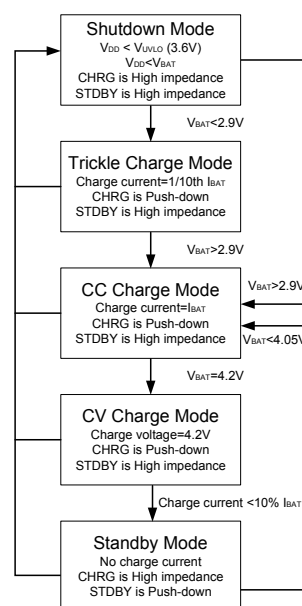 Shutdown Mode
VDD < VUVLO (3.6V)
VDD<VBAT
CHRG is High impedance
STDBY is High impedance
VBAT<2.9V
Trickle Charge Mode
Charge current=1/10th IBAT
CHRG is Push-down
STDBY is High impedance
VBAT>2.9V
CC Charge Mode
Charge current=IBAT
CHRG is Push-down
STDBY is High impedance
VBAT>2.9V
VBAT<4.05V
VBAT=4.2V
CV Charge Mode
Charge voltage=4.2V
CHRG is Push-down
STDBY is High impedance
Charge current <10% IBAT
Standby Mode
No charge current
CHRG is High impedance
STDBY is Push-down